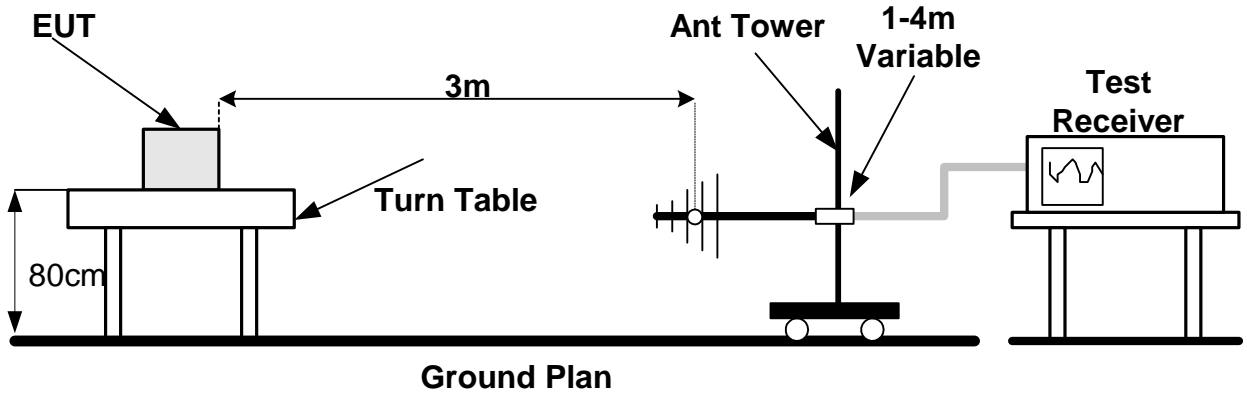 EUT
Ant Tower
1-4m
Variable
3m
Test
Receiver
Turn Table
80cm
Ground Plan